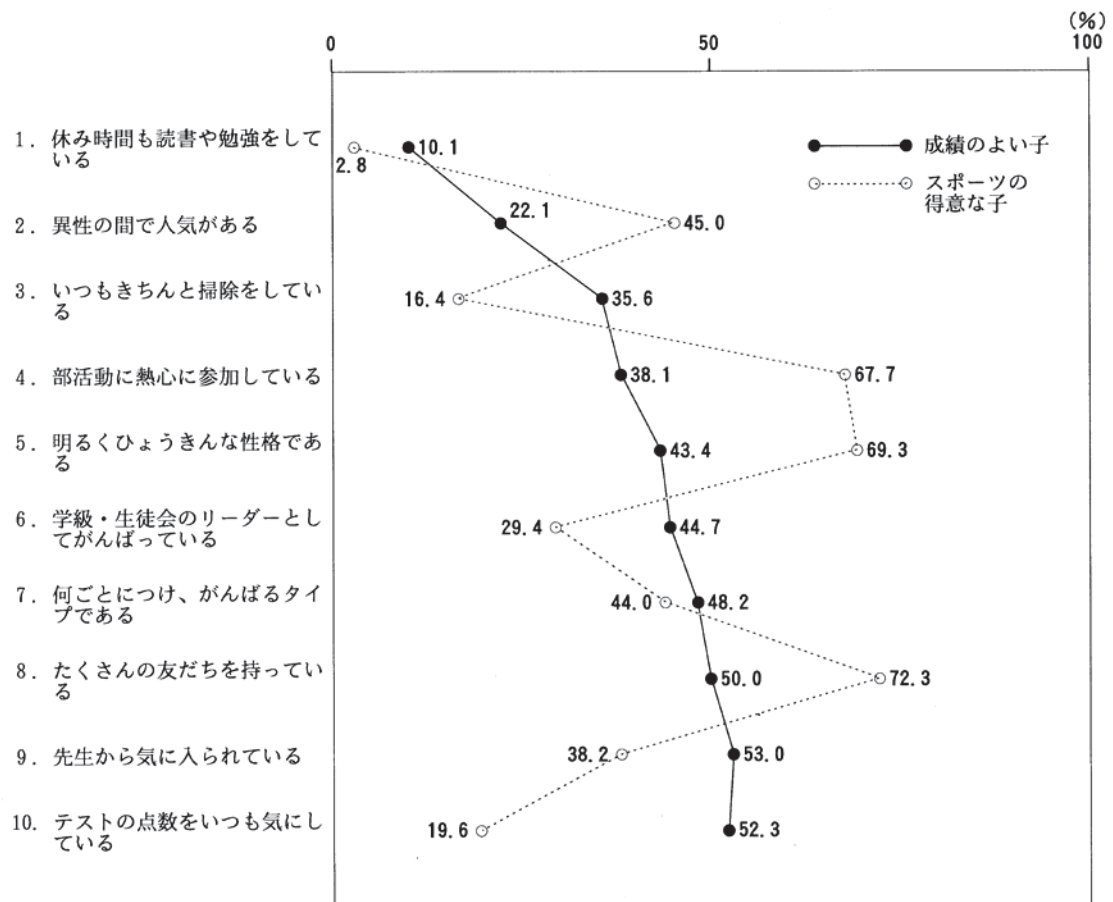 (%)
0 50 100
1. 休み時間も読書や勉強をして
いる
10.1
2.8
2. 異性の間で人気がある
22.1
45.0
3. いつもきちんと掃除をしてい
る
16.4
35.6
4. 部活動に熱心に参加している
38.1
67.7
5. 明るくひょうきんな性格であ
る
43.4
69.3
6. 学級・生徒会のリーダーとし
てがんばっている
29.4
44.7
7. 何ごとにつけ、がんばるタイ
プである
44.0
48.2
8. たくさんの友だちを持ってい
る
50.0
72.3
9. 先生から気に入られている
38.2
53.0
10. テストの点数をいつも気にし
ている
19.6
52.3
成績のよい子
スポーツの
得意な子